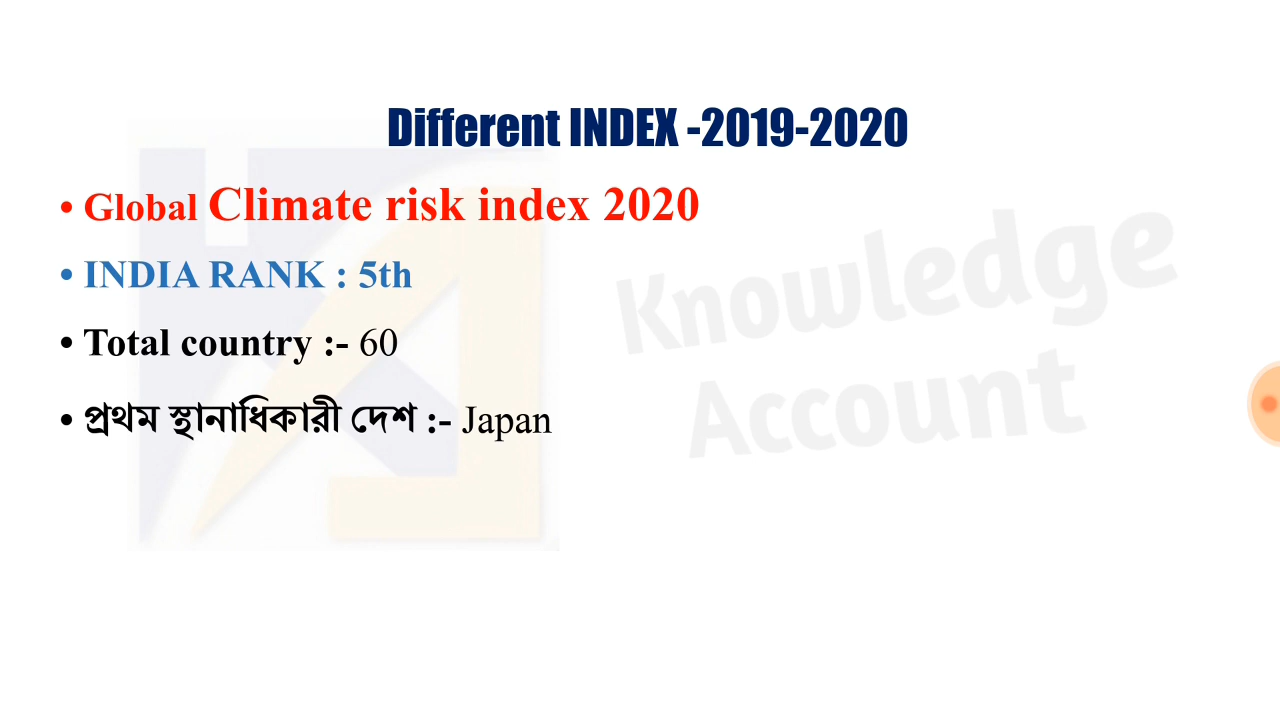 Different INDEX -2019-2020
• Global Climate risk index 2020
• INDIA RANK : 5th
• Total country :- 60
• প্রথম স্থানাধিকারী দেশ :- Japan
Knowledge
Account